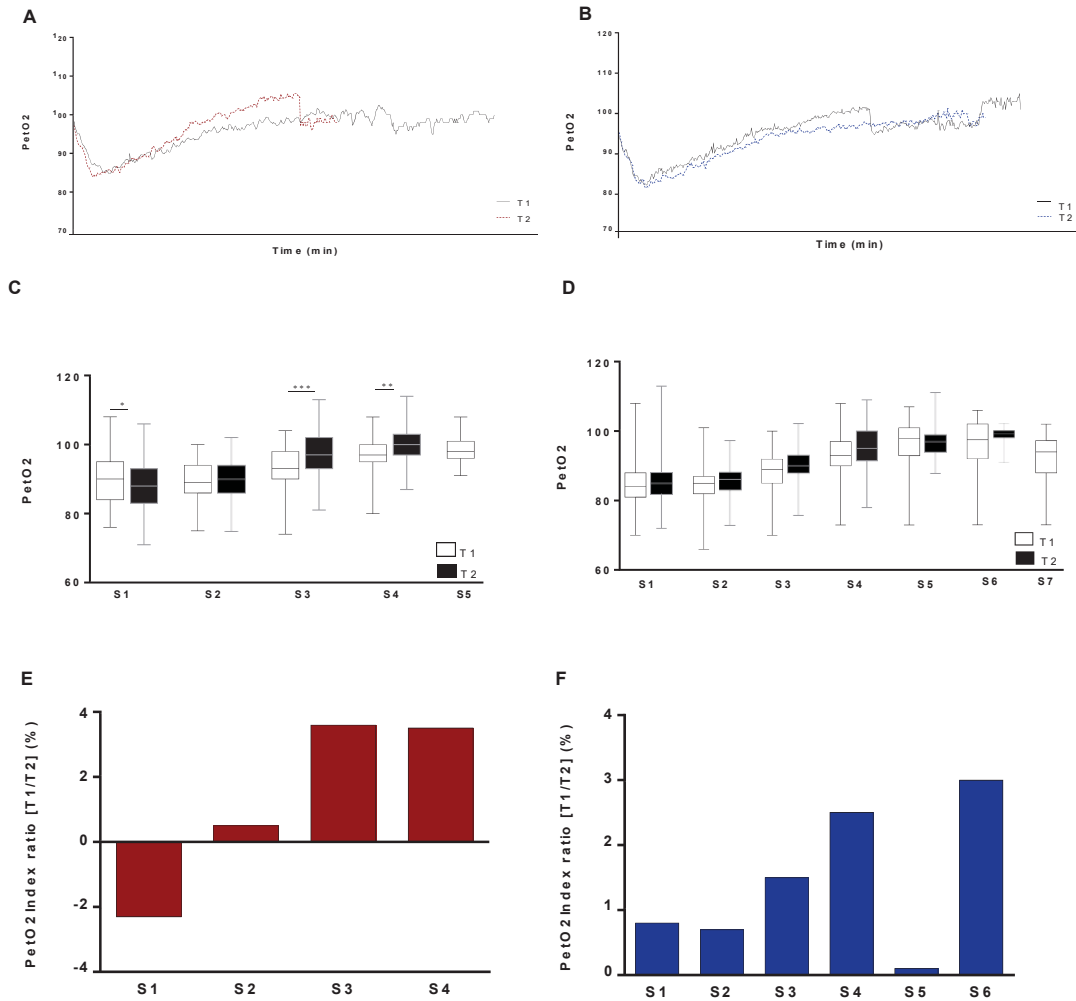 A
120
110
100
90
80
70
PetO2
Time (min)
T1
T2
B
120
110
100
90
80
70
PetO2
Time (min)
T1
T2
C
120
100
80
60
PetO2
*
***
**
T1
T2
S1 S2 S3 S4 S5
D
120
100
80
60
PetO2
T1
T2
S1 S2 S3 S4 S5 S6 S7
E
4
2
0
-2
-4
PetO2 Index ratio [T1/T2] (%)
S1 S2 S3 S4
F
4
3
2
1
0
PetO2 Index ratio [T1/T2] (%)
S1 S2 S3 S4 S5 S6